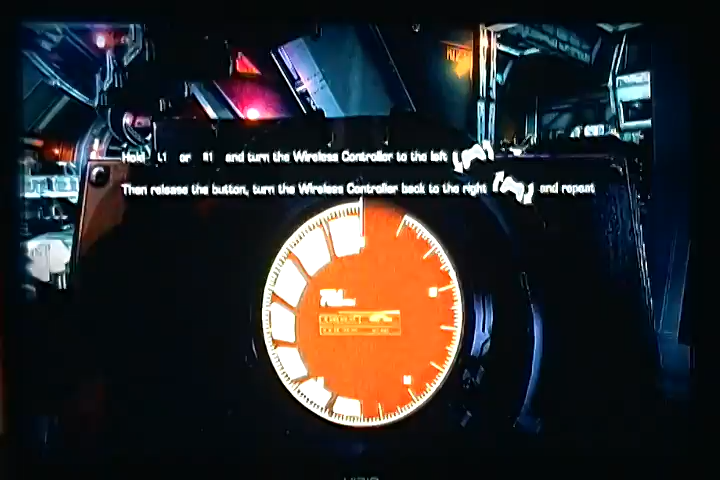 Hold L1 or R1 and turn the Wireless Controller to the left
Then release the button, turn the Wireless Controller back to the right and repeat
VIZIO